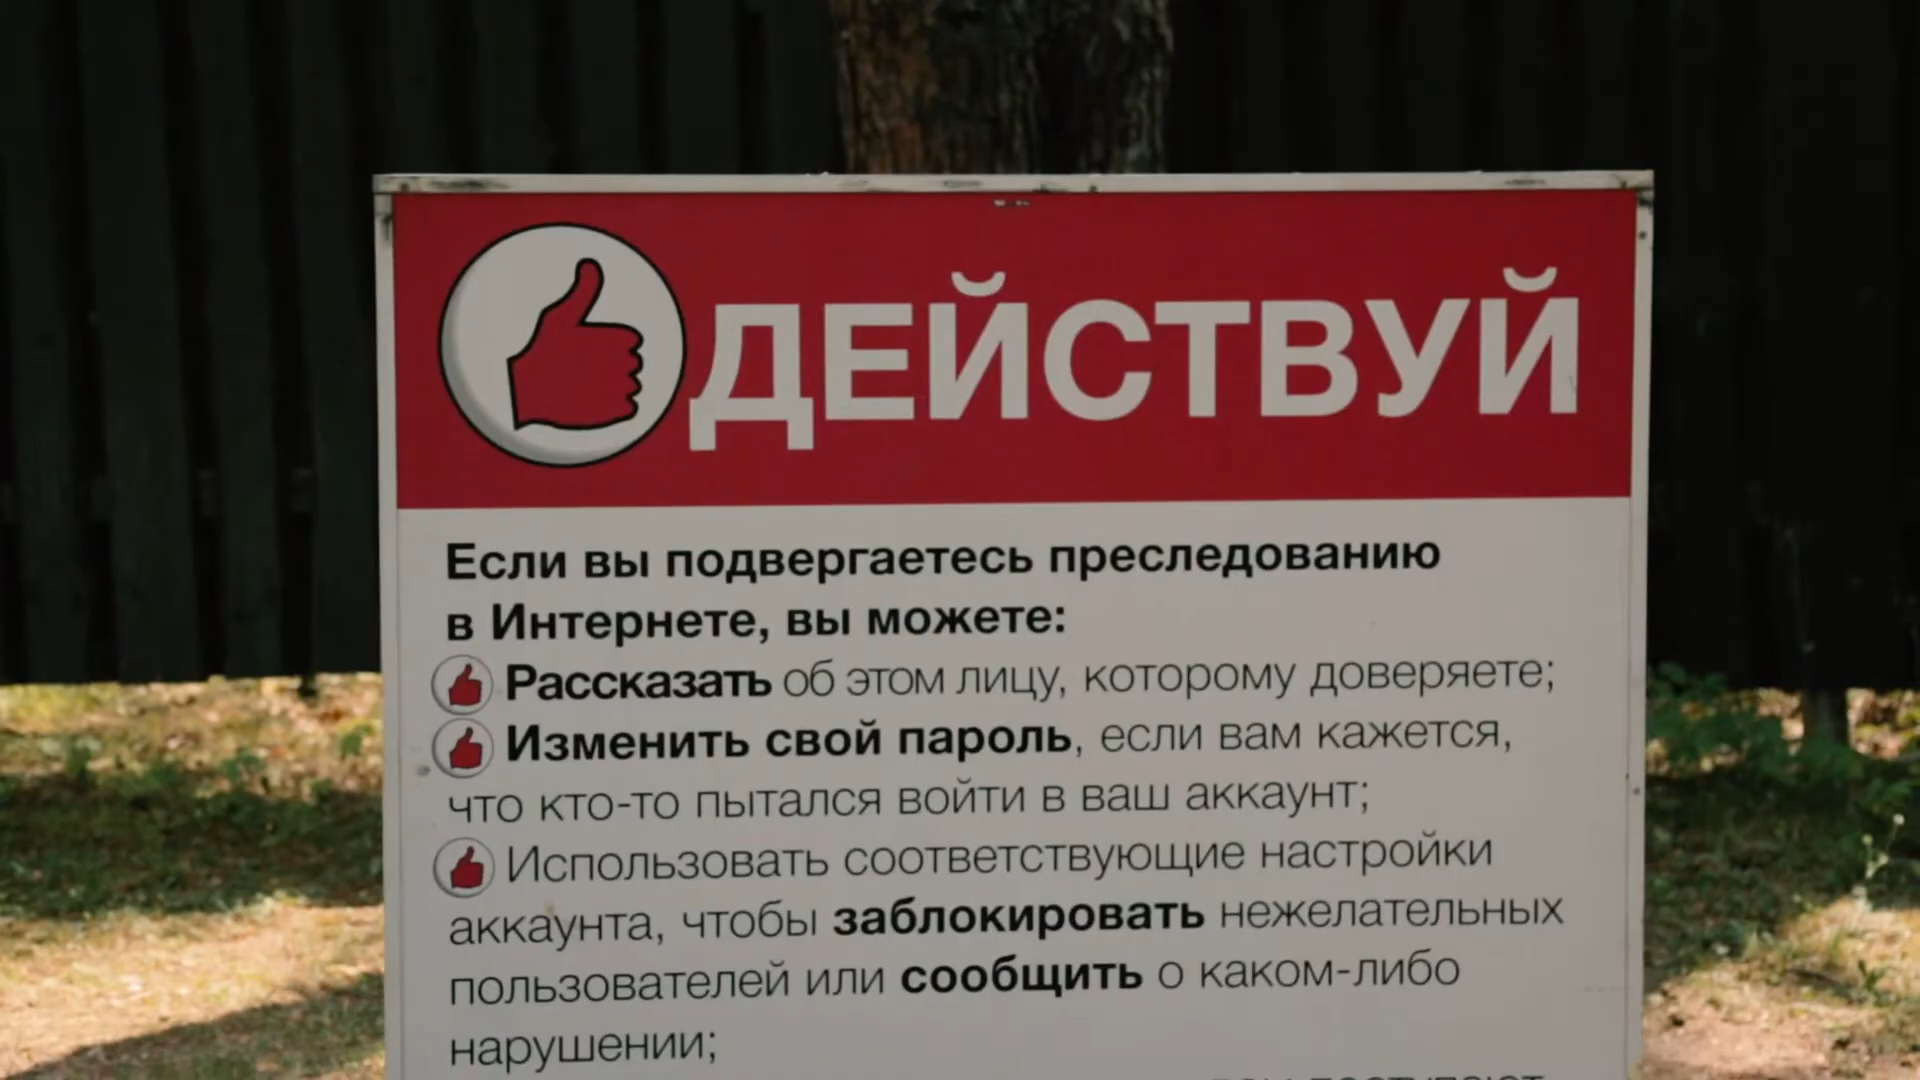 ДЕЙСТВУЙ
Если вы подвергаетесь преследованию
в Интернете, вы можете:
Рассказать об этом лицу, которому доверяете;
Изменить свой пароль, если вам кажется,
что кто-то пытался войти в ваш аккаунт;
Использовать соответствующие настройки
аккаунта, чтобы заблокировать нежелательных
пользователей или сообщить о каком-либо
нарушении;